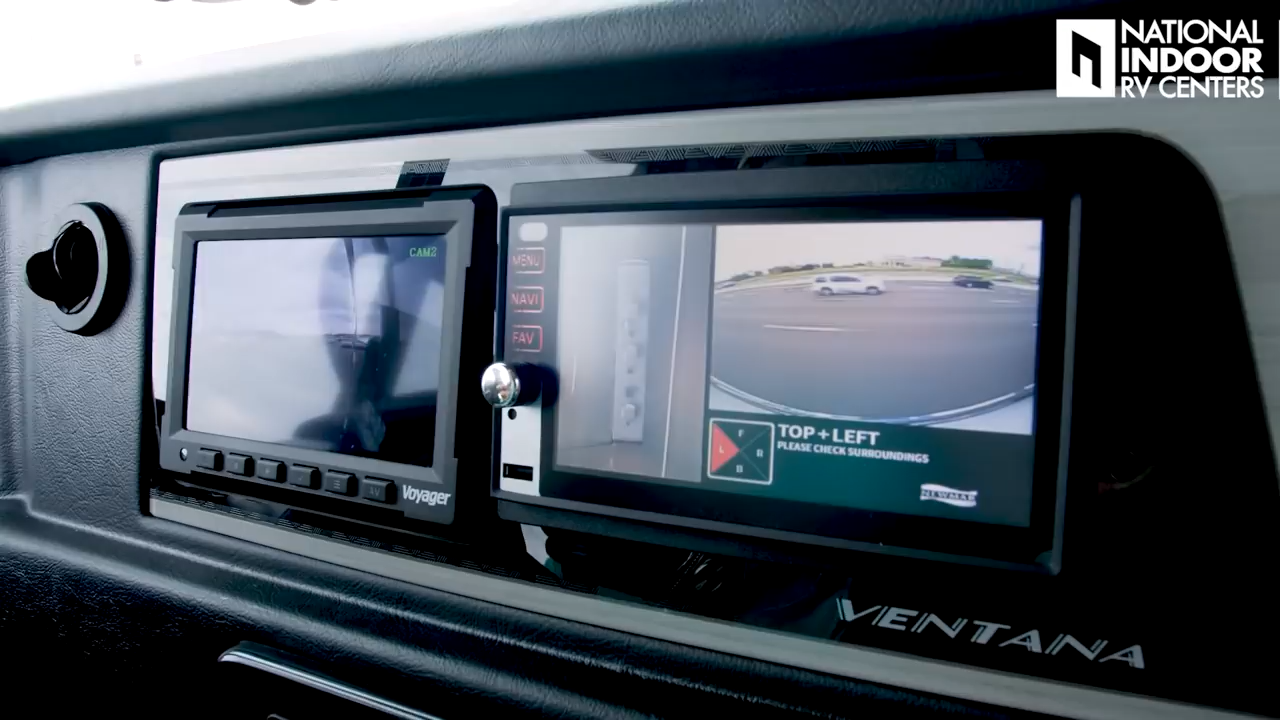 NATIONAL
INDOOR
RV CENTERS
CAM2
MENU
NAVI
FAV
F
L
R
B
TOP + LEFT
PLEASE CHECK SURROUNDINGS
NEWMAR
Voyager
VENTANA